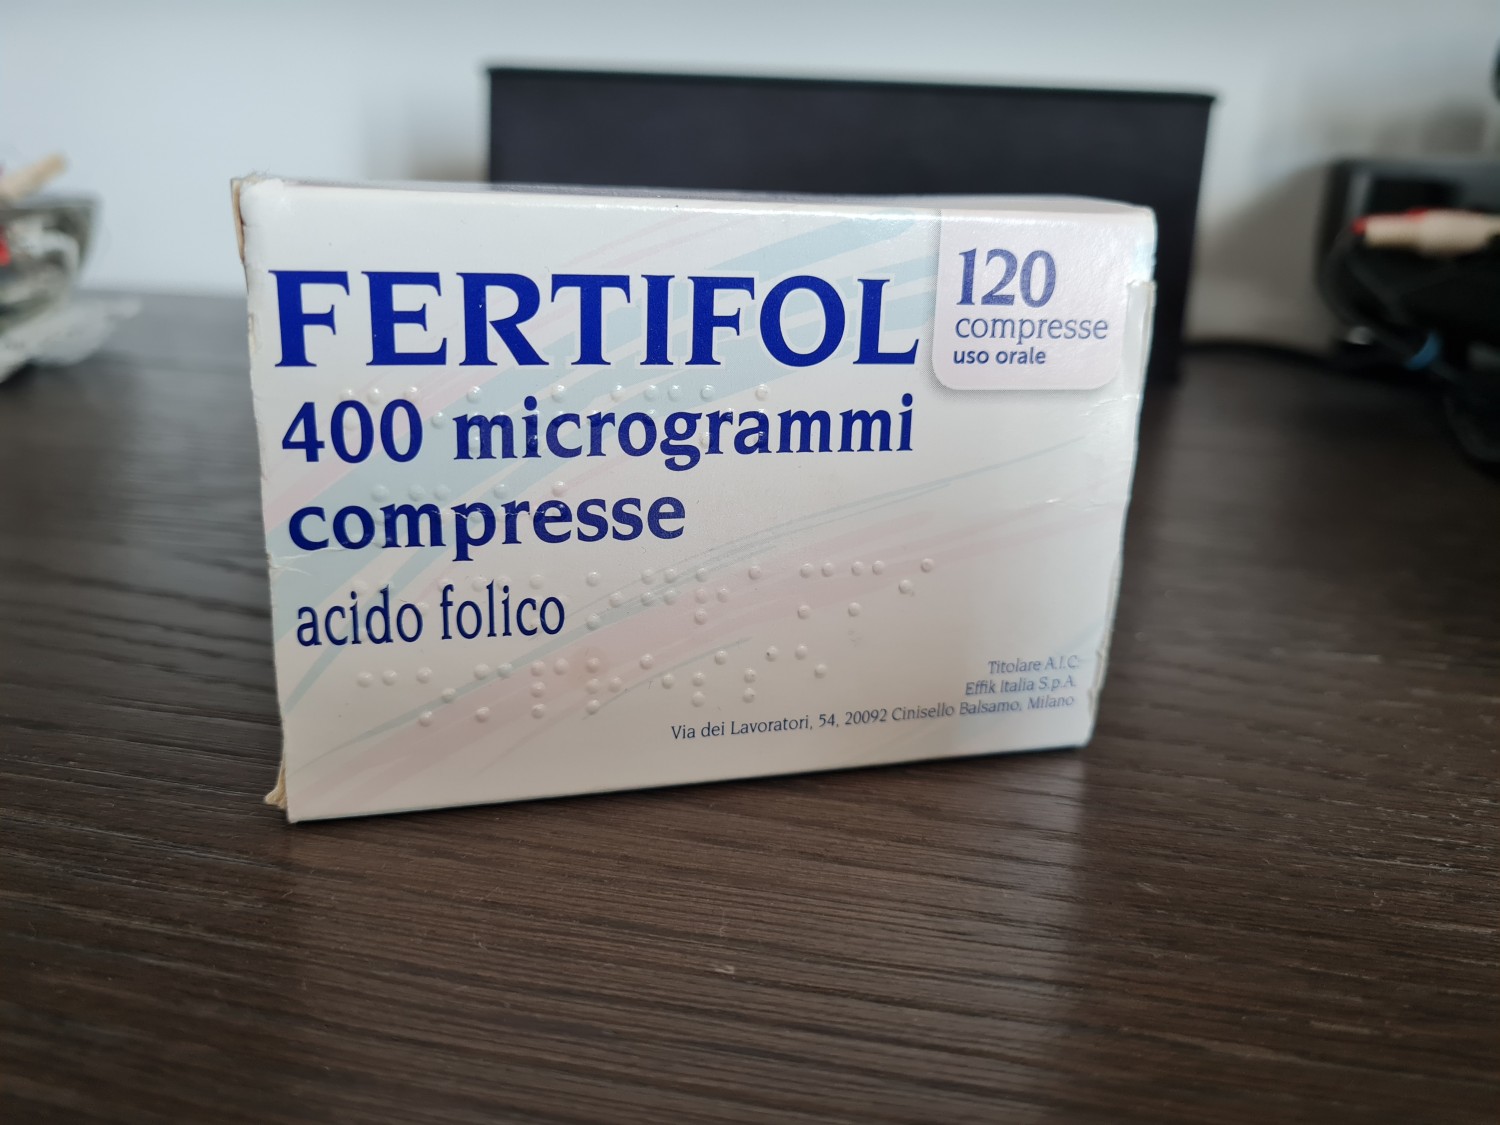 FERTIFOL
120
compresse
uso orale
400 microgrammi
compresse
acido folico
Titolare A.I.C:
Effik Italia S.p.A.
Via dei Lavoratori, 54, 20092 Cinisello Balsamo, Milano